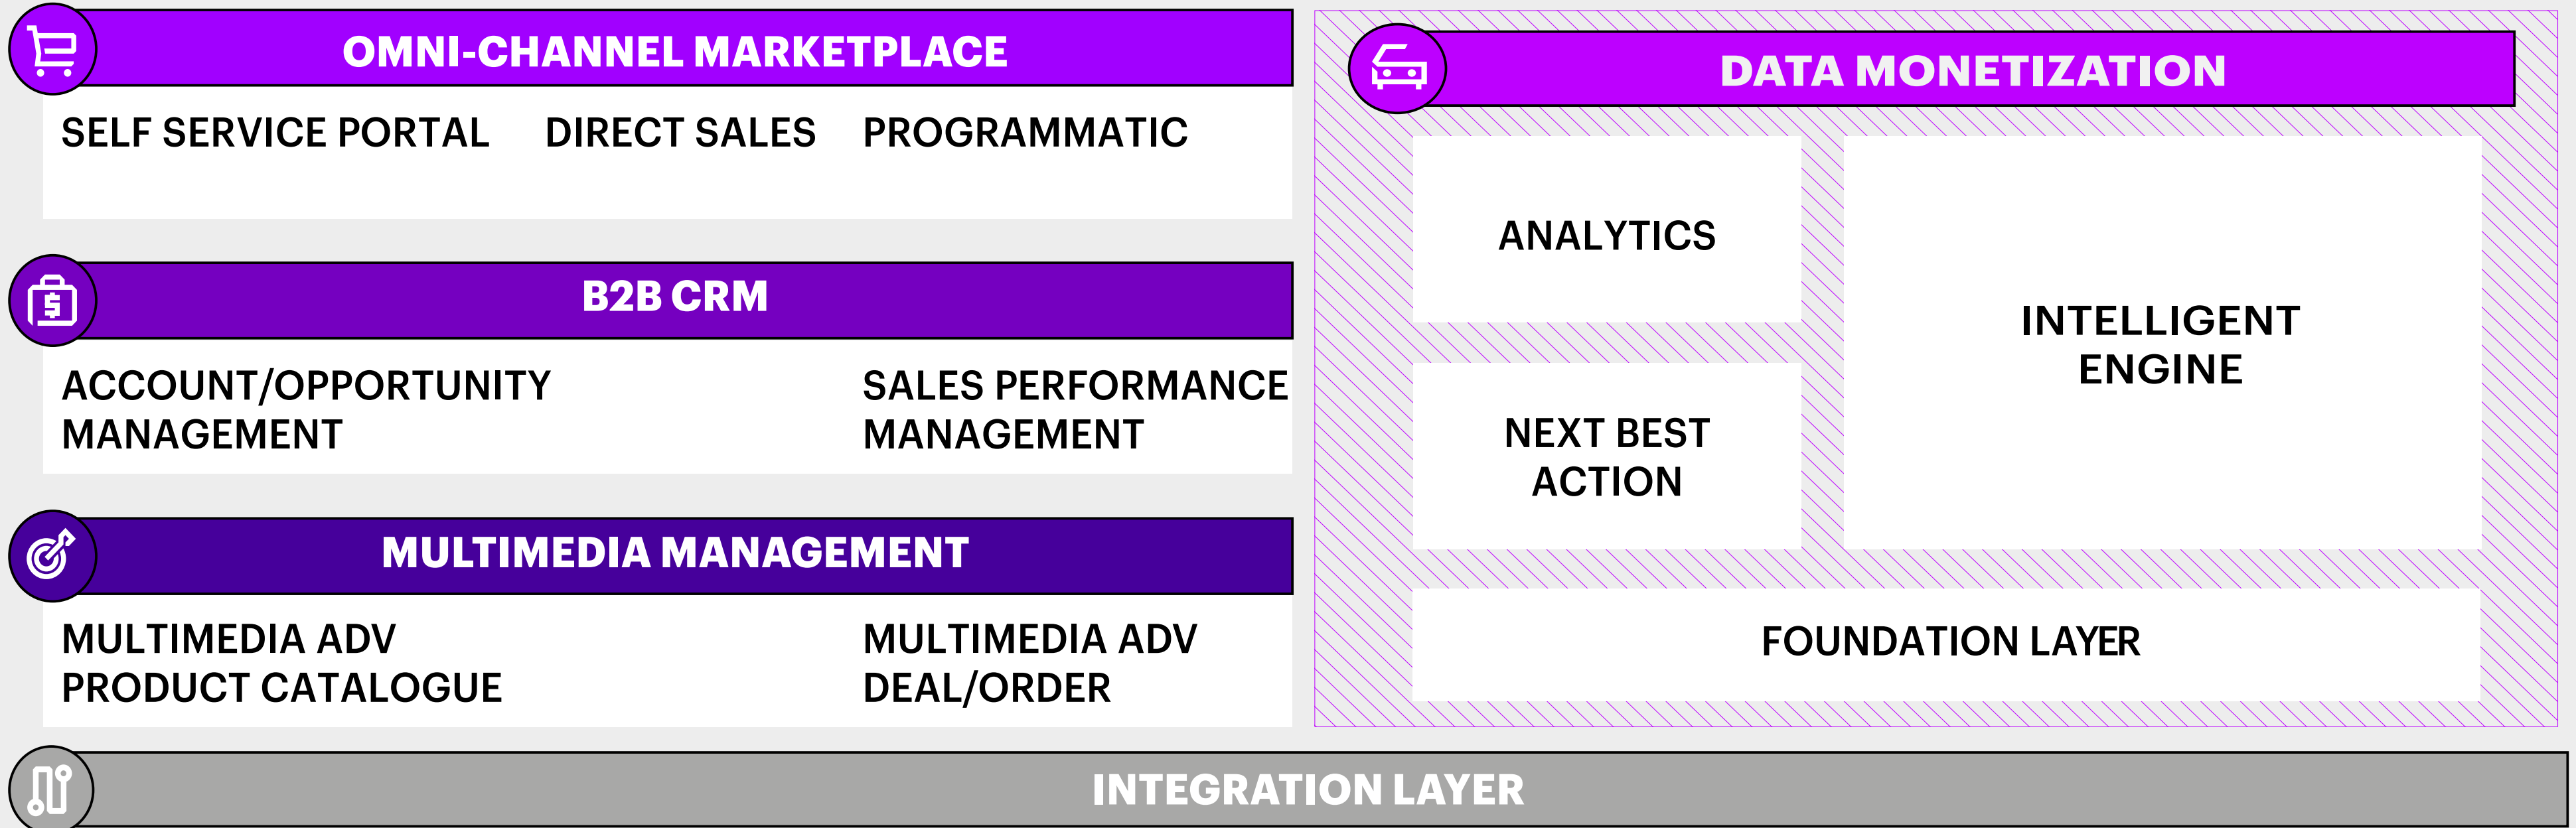 OMNI-CHANNEL MARKETPLACE
SELF SERVICE PORTAL DIRECT SALES PROGRAMMATIC
B2B CRM
ACCOUNT/OPPORTUNITY
MANAGEMENT
SALES PERFORMANCE
MANAGEMENT
MULTIMEDIA MANAGEMENT
MULTIMEDIA ADV
PRODUCT CATALOGUE
MULTIMEDIA ADV
DEAL/ORDER
DATA MONETIZATION
ANALYTICS
NEXT BEST
ACTION
INTELLIGENT
ENGINE
FOUNDATION LAYER
INTEGRATION LAYER